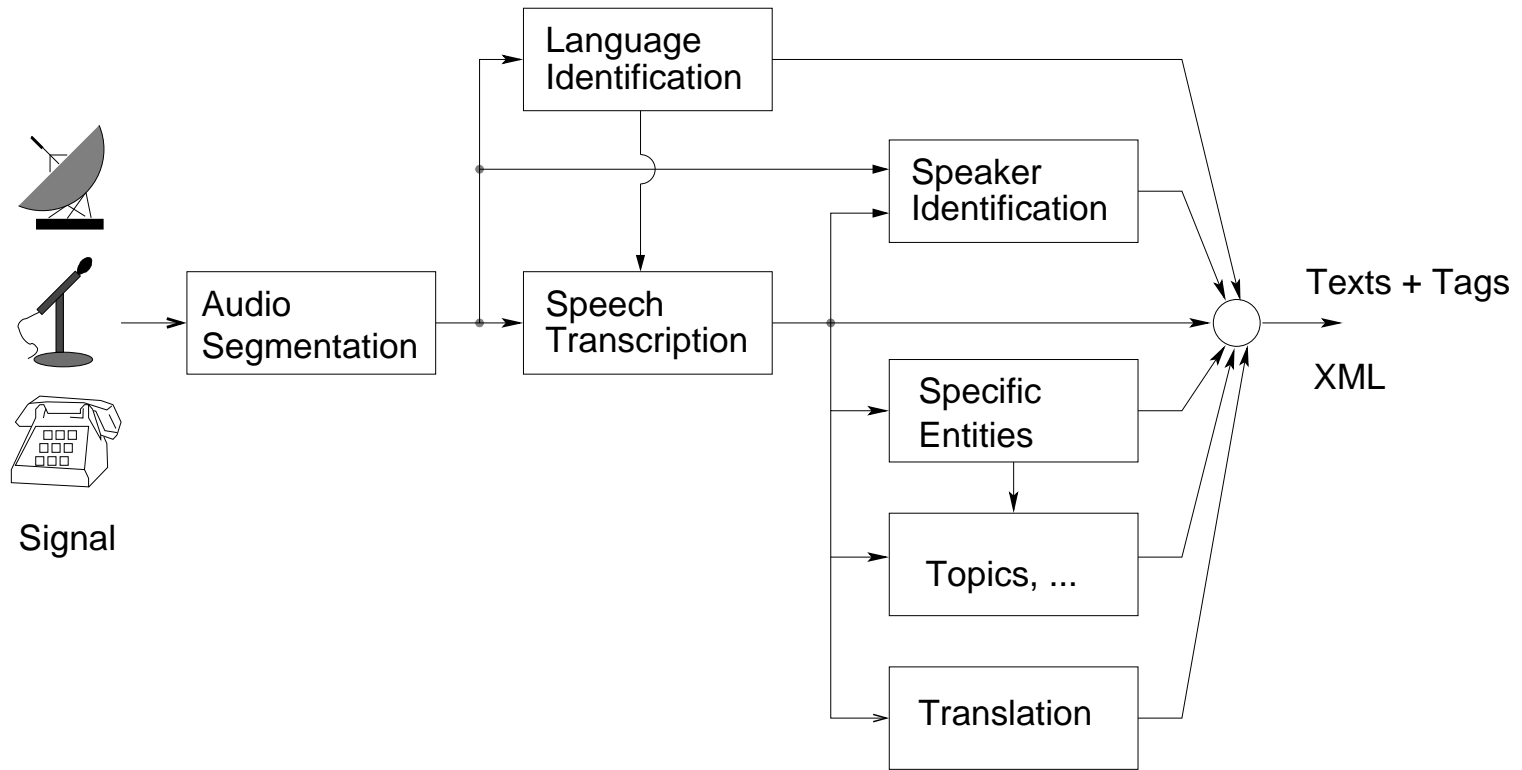 Language
Identification
Speaker
Identification
Audio
Segmentation
Speech
Transcription
Texts + Tags
XML
Specific
Entities
Signal
Topics, ...
Translation